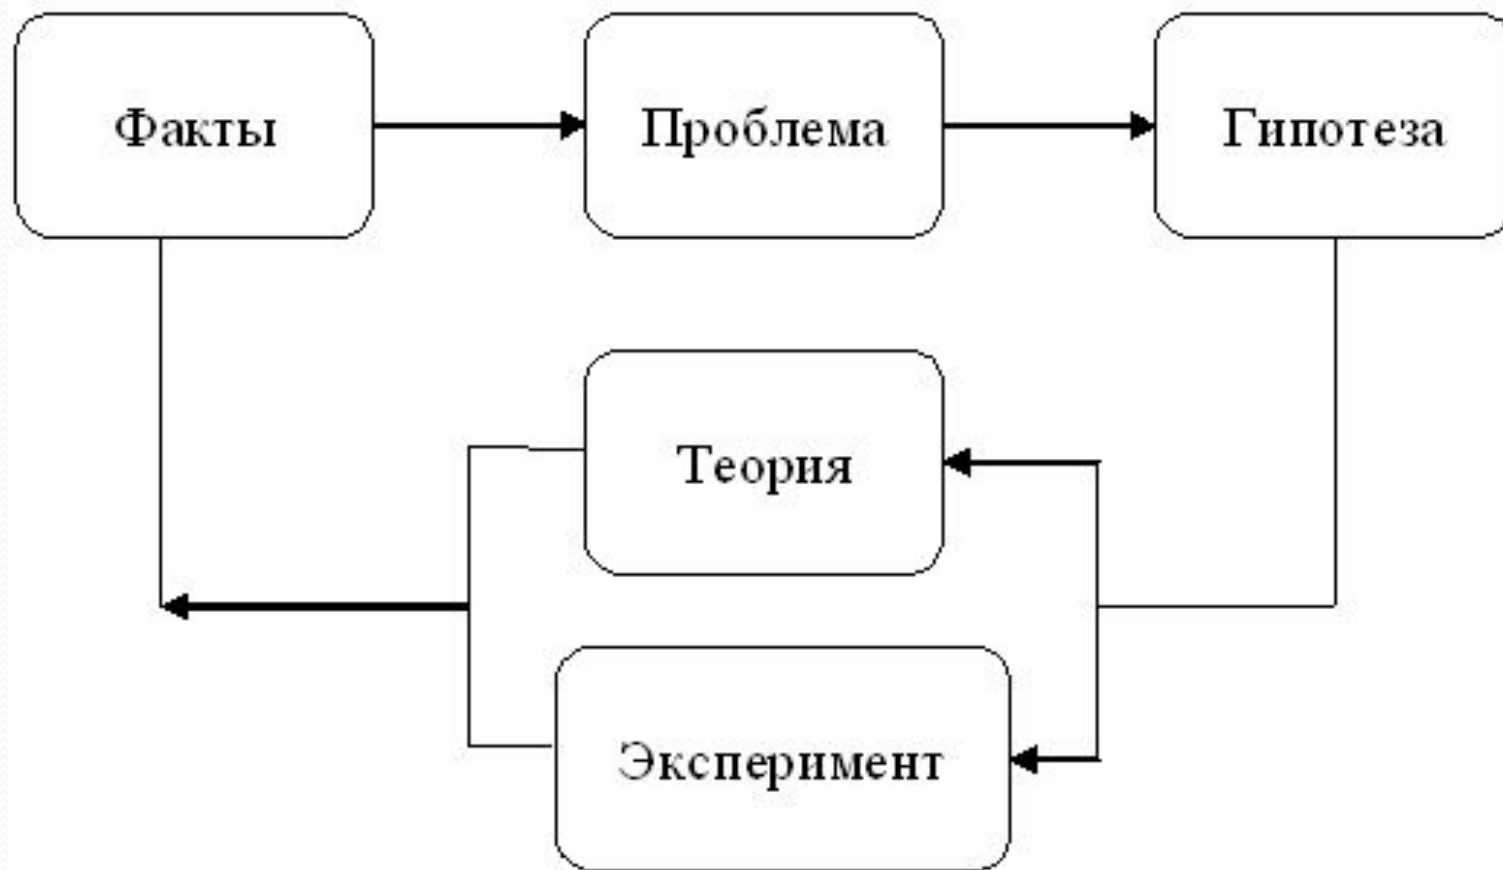 Факты
Проблема
Гипотеза
Теория
Эксперимент